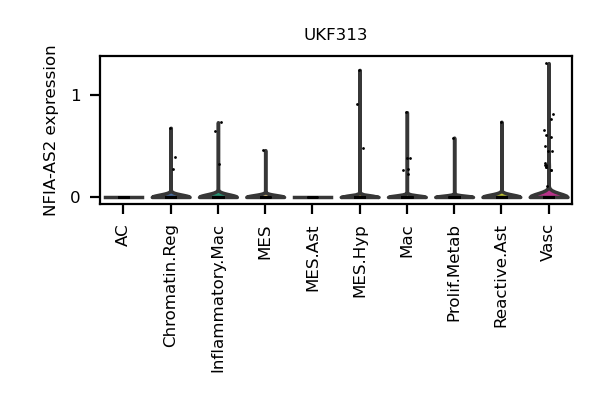 UKF313
NFIA-AS2 expression
1
0
AC
Chromatin.Reg
Inflammatory.Mac
MES
MES.Ast
MES.Hyp
Mac
Prolif.Metab
Reactive.Ast
Vasc